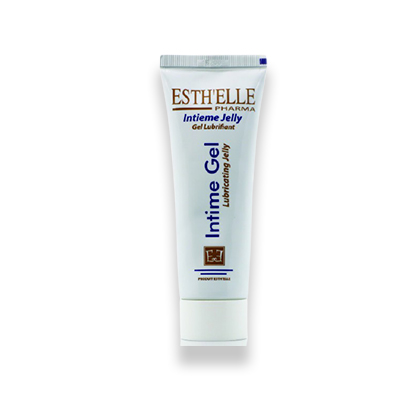 ESTH'ELLE
PHARMA
Intieme Jelly
Gel Lubrifiant
Intime Gel
Lubricating Jelly